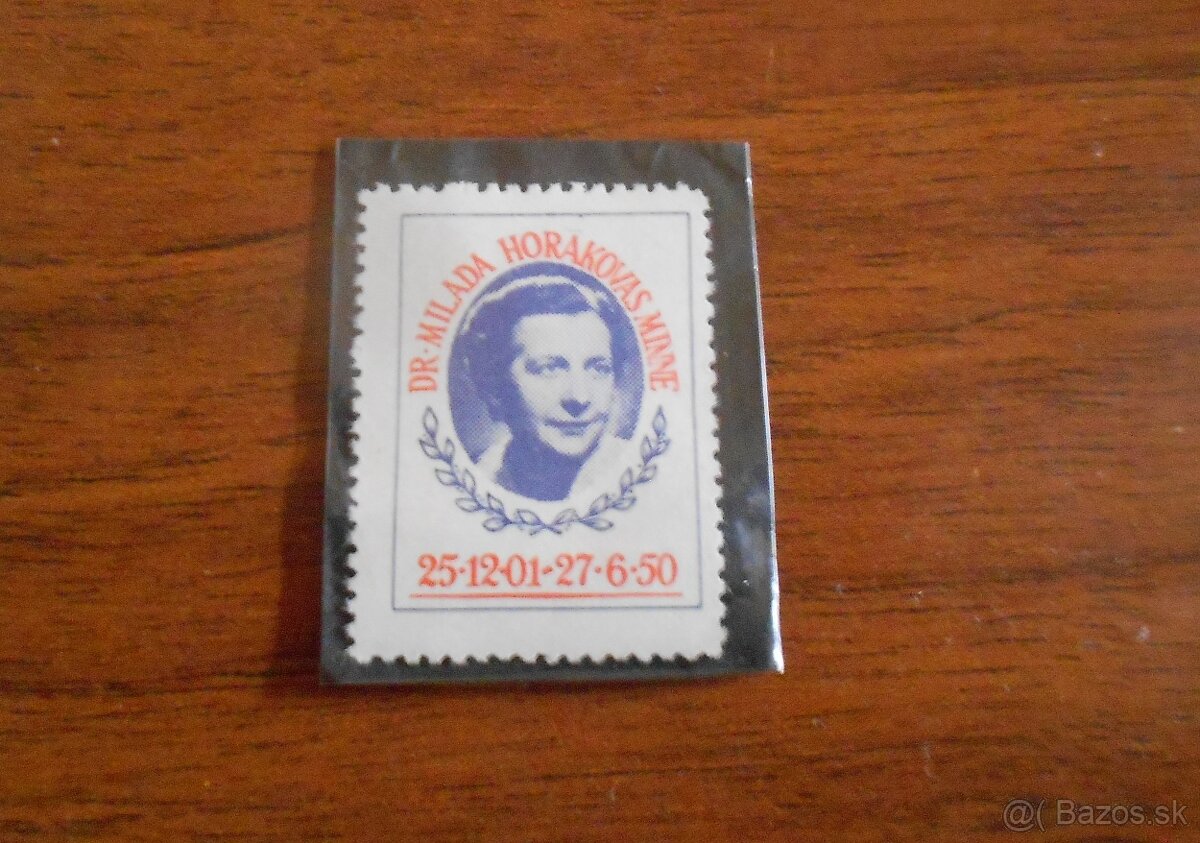 DR·MILADA HORAKOVAS MINNE
25·12·01-27·6·50
@( Bazos.sk